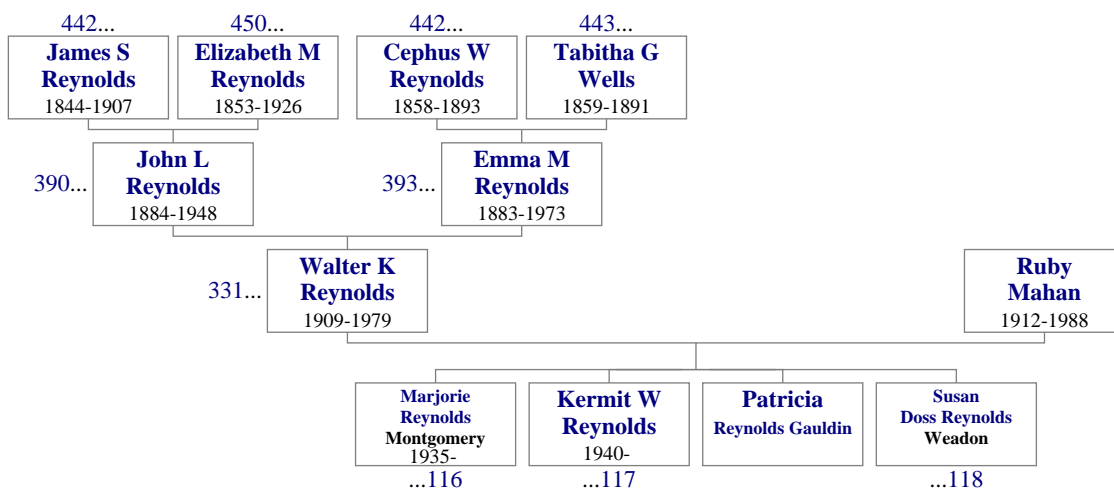 442... 450... 442... 443...
James S Elizabeth M Cephus W Tabitha G
Reynolds Reynolds Reynolds Wells
1844-1907 1853-1926 1858-1893 1859-1891
John L Emma M
390... Reynolds 393... Reynolds
1884-1948 1883-1973
Walter K Ruby
331... Reynolds Mahan
1909-1979 1912-1988
Marjorie Kermit W Patricia Susan
Reynolds Reynolds Reynolds Gauldin Doss Reynolds
Montgomery Weadon
1935- 1940-
...116 ...117 ...118